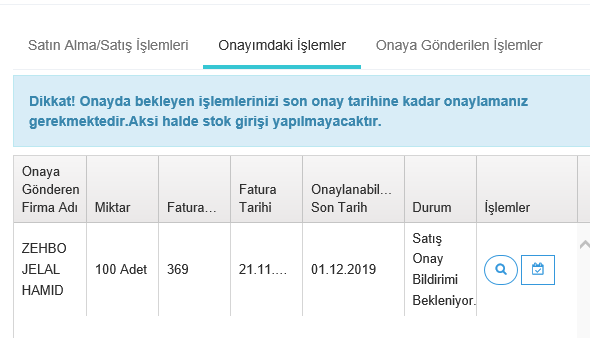 Satın Alma/Satış İşlemleri
Onayımdaki İşlemler
Onaya Gönderilen İşlemler
Dikkat! Onayda bekleyen işlemlerinizi son onay tarihine kadar onaylamanız
gerekmektedir.Aksi halde stok girişi yapılmayacaktır.
Onaya
Gönderen
Firma Adı
Miktar
Fatura...
Fatura
Tarihi
Onaylanabil...
Son Tarih
Durum
İşlemler
ZEHBO
JELAL
HAMID
100 Adet
369
21.11....
01.12.2019
Satış
Onay
Bildirimi
Bekleniyor.